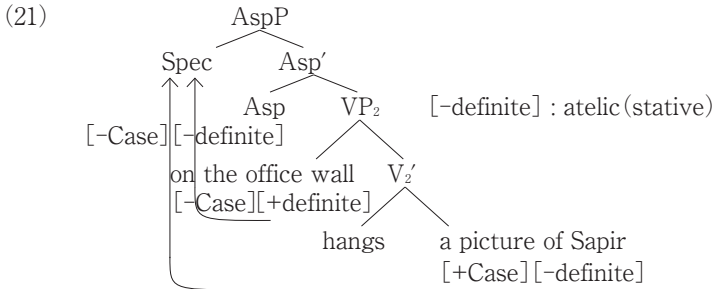 (21) AspP
Spec Asp′
Asp VP₂ [-definite] : atelic(stative)
[-Case][-definite]
on the office wall V₂′
[-Case][+definite]
hangs a picture of Sapir
[+Case][-definite]